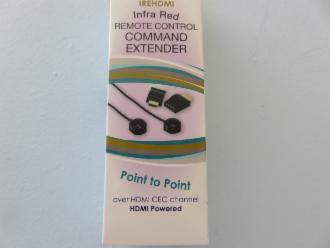 IREHDMI
Infra Red
REMOTE CONTROL
COMMAND
EXTENDER
Point to Point
over HDMI CEC channel
HDMI Powered